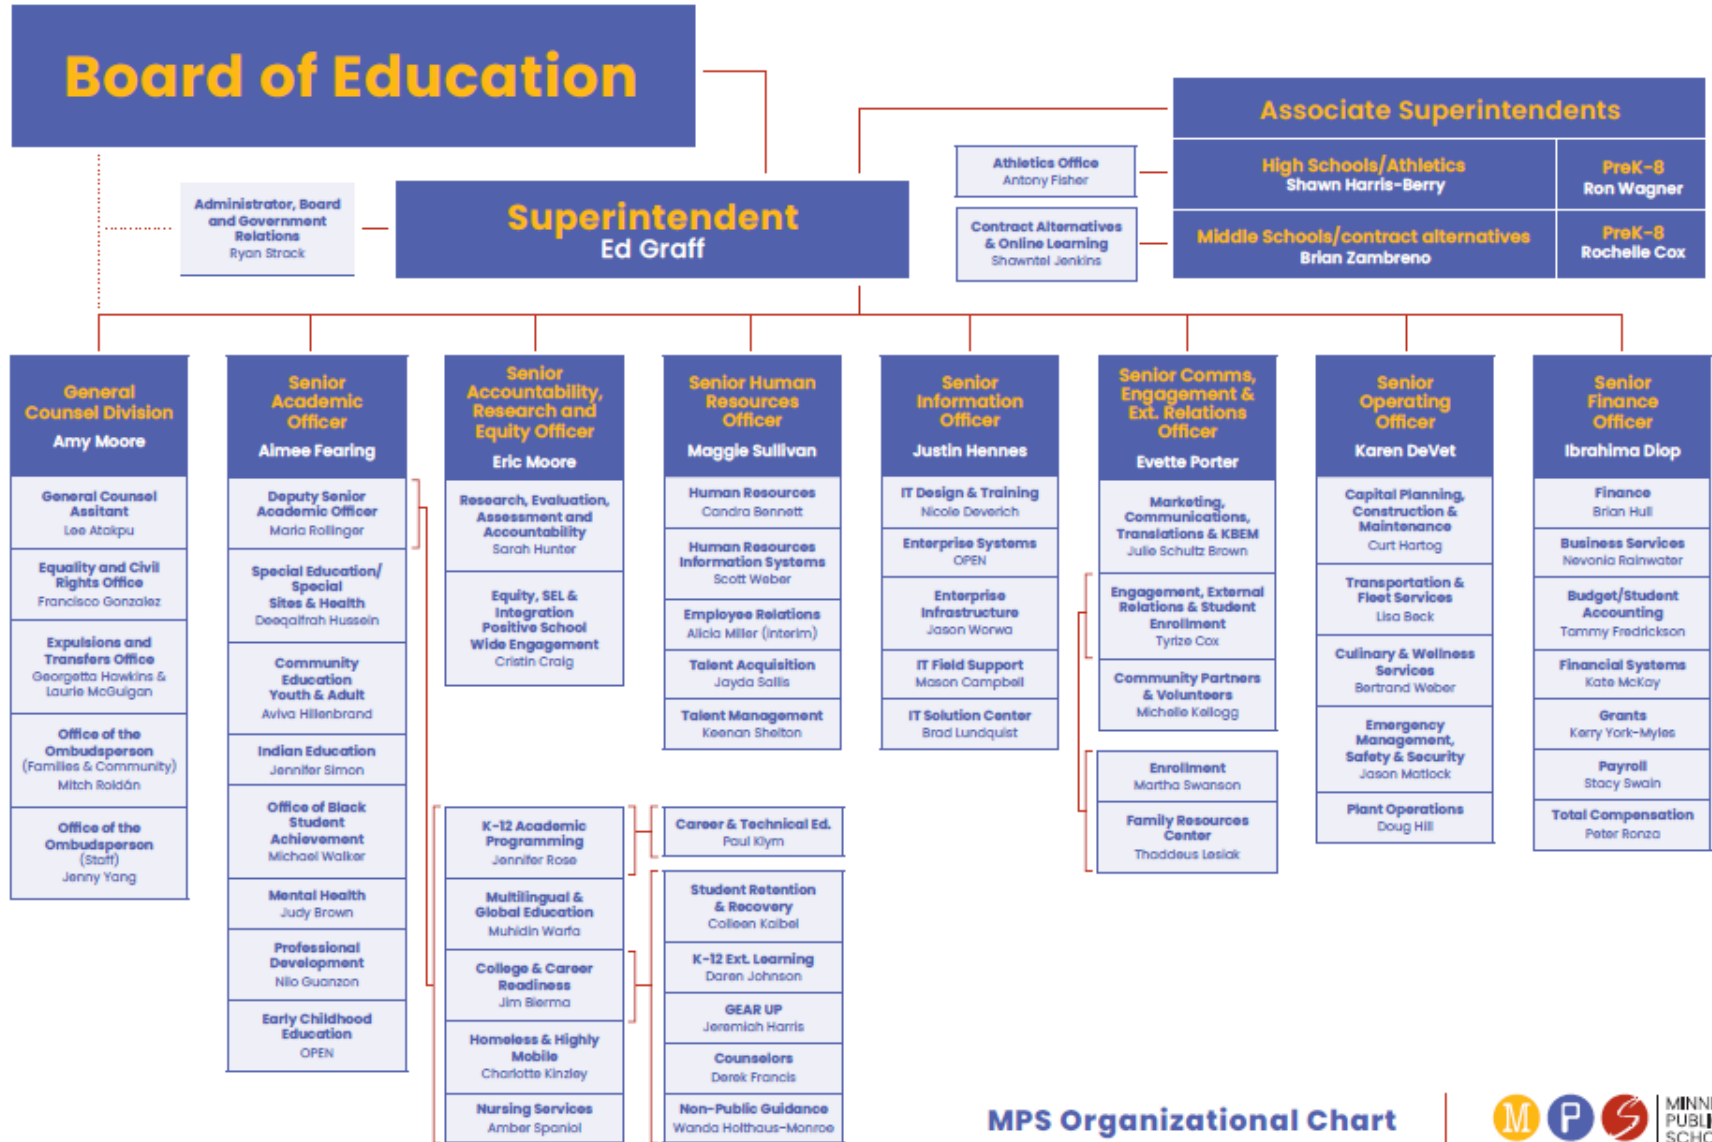 Board of Education
Associate Superintendents
High Schools/Athletics
Shawn Harris-Berry
PreK-8
Ron Wagner
Middle Schools/contract alternatives
Brian Zambreno
PreK-8
Rochelle Cox
Athletics Office
Antony Fisher
Contract Alternatives
& Online Learning
Shawntel Jenkins
Administrator, Board
and Government
Relations
Ryan Strack
Superintendent
Ed Graff
General
Counsel Division
Amy Moore
General Counsel
Assitant
Lee Atakpu
Equality and Civil
Rights Office
Francisco Gonzalez
Expulsions and
Transfers Office
Georgetta Hawkins &
Laurie McGuigan
Office of the
Ombudsperson
(Families & Community)
Mitch Roldán
Office of the
Ombudsperson
(Staff)
Jenny Yang
Senior
Academic
Officer
Aimee Fearing
Deputy Senior
Academic Officer
Maria Rollinger
Special Education/
Special
Sites & Health
Deeqaifrah Hussein
Community
Education
Youth & Adult
Aviva Hillenbrand
Indian Education
Jennifer Simon
Office of Black
Student
Achievement
Michael Walker
Mental Health
Judy Brown
Professional
Development
Nilo Guanzon
Early Childhood
Education
OPEN
Senior
Accountability,
Research and
Equity Officer
Eric Moore
Research, Evaluation,
Assessment and
Accountability
Sarah Hunter
Equity, SEL &
Integration
Positive School
Wide Engagement
Cristin Craig
K-12 Academic
Programming
Jennifer Rose
Multilingual &
Global Education
Muhidin Warfa
College & Career
Readiness
Jim Bierma
Homeless & Highly
Mobile
Charlotte Kinzley
Nursing Services
Amber Spaniol
Senior Human
Resources
Officer
Maggie Sullivan
Human Resources
Candra Bennett
Human Resources
Information Systems
Scott Weber
Employee Relations
Alicia Miller (interim)
Talent Acquisition
Jayda Sallis
Talent Management
Keenan Shelton
Career & Technical Ed.
Paul Klym
Student Retention
& Recovery
Colleen Kaibel
K-12 Ext. Learning
Daren Johnson
GEAR UP
Jeremiah Harris
Counselors
Derek Francis
Non-Public Guidance
Wanda Holthaus-Monroe
Senior
Information
Officer
Justin Hennes
IT Design & Training
Nicole Deverich
Enterprise Systems
OPEN
Enterprise
Infrastructure
Jason Worwa
IT Field Support
Mason Campbell
IT Solution Center
Brad Lundquist
Senior Comms,
Engagement &
Ext. Relations
Officer
Evette Porter
Marketing,
Communications,
Translations & KBEM
Julie Schultz Brown
Engagement, External
Relations & Student
Enrollment
Tyrize Cox
Community Partners
& Volunteers
Michelle Kellogg
Enrollment
Martha Swanson
Family Resources
Center
Thaddeus Lesiak
Senior
Operating
Officer
Karen DeVet
Capital Planning,
Construction &
Maintenance
Curt Hartog
Transportation &
Fleet Services
Lisa Beck
Culinary & Wellness
Services
Bertrand Weber
Emergency
Management,
Safety & Security
Jason Matlock
Plant Operations
Doug Hill
Senior
Finance
Officer
Ibrahima Diop
Finance
Brian Hull
Business Services
Nevonia Rainwater
Budget/Student
Accounting
Tammy Fredrickson
Financial Systems
Kate McKay
Grants
Kerry York-Myles
Payroll
Stacy Swain
Total Compensation
Peter Ronza
MPS Organizational Chart
M P S
MINNE
PUBLI
SCHO